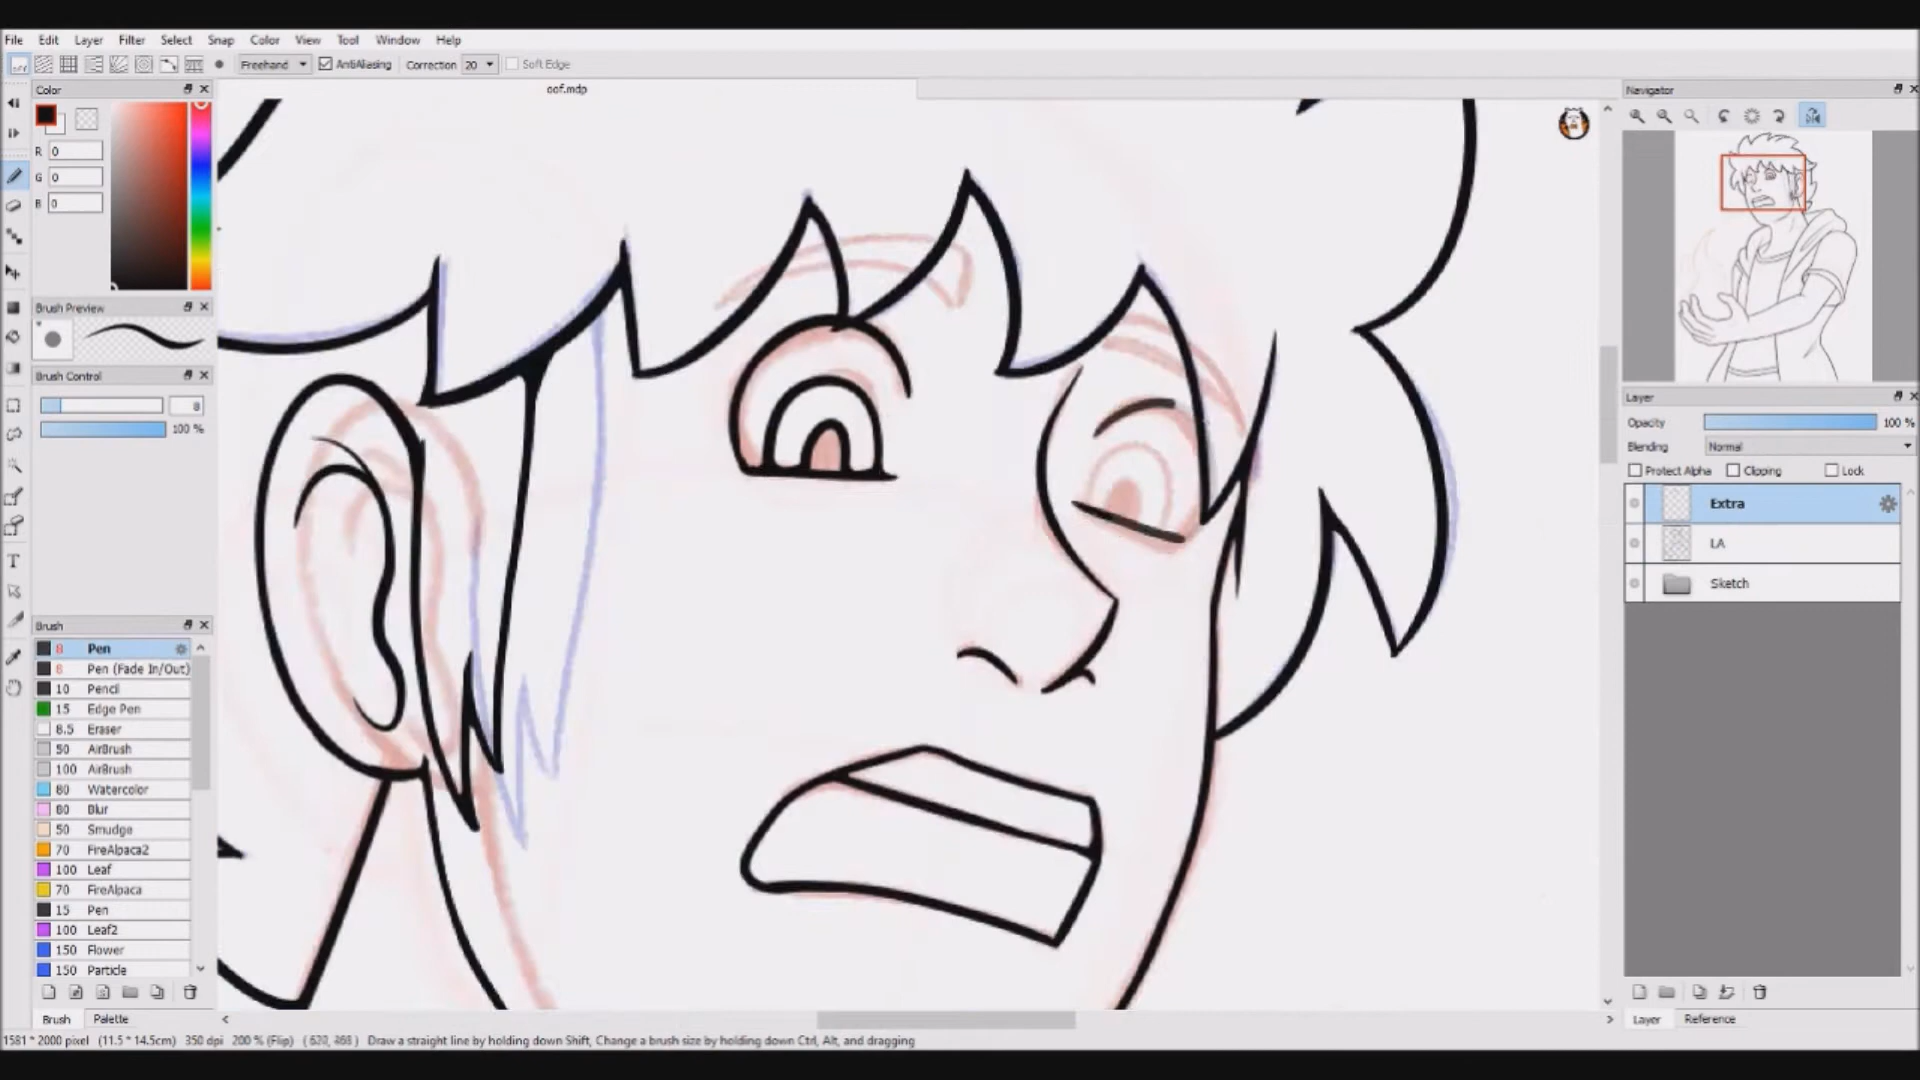 File Edit Layer Filter Select Snap Color View Tool Window Help
Freehand AntiAliasing Correction 20 Soft Edge
Color
oof.mdp
Navigator
R 0
G 0
B 0
Brush Preview
Brush Control
8
100 %
Layer
Opacity 100 %
Blending Normal
Protect Alpha Clipping Lock
Extra
LA
Sketch
Brush
8 Pen
8 Pen (Fade In/Out)
10 Pencil
15 Edge Pen
8.5 Eraser
50 AirBrush
100 AirBrush
80 Watercolor
80 Blur
50 Smudge
70 FireAlpaca2
100 Leaf
70 FireAlpaca
15 Pen
100 Leaf2
150 Flower
150 Particle
Brush Palette
Layer Reference
1581 * 2000 pixel (11.5 * 14.5cm) 350 dpi 200 % (Flip) Draw a straight line by holding down Shift, Change a brush size by holding down Ctrl, Alt, and dragging